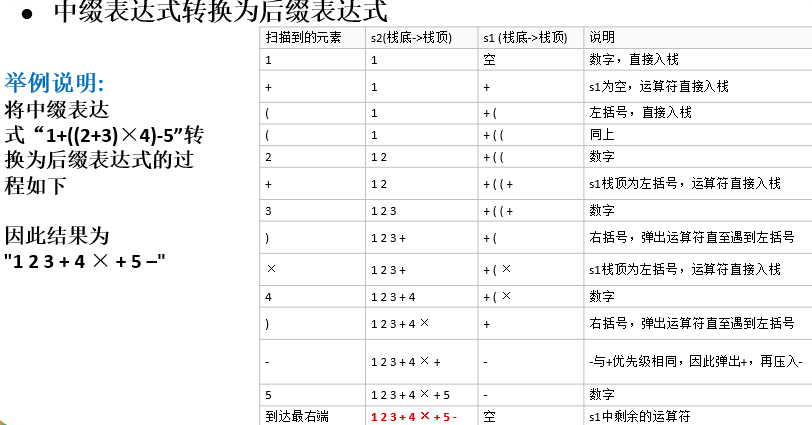 ● 中缀表达式转换为后缀表达式
举例说明:
将中缀表达
式“1+((2+3)×4)-5”转
换为后缀表达式的过
程如下
因此结果为
"1 2 3 + 4 × + 5 –"
扫描到的元素 s2(栈底->栈顶) s1 (栈底->栈顶) 说明
1 1 空 数字，直接入栈
+ 1 + s1为空，运算符直接入栈
( 1 + ( 左括号，直接入栈
( 1 + ( ( 同上
2 1 2 + ( ( 数字
+ 1 2 + ( ( + s1栈顶为左括号，运算符直接入栈
3 1 2 3 + ( ( + 数字
) 1 2 3 + + ( 右括号，弹出运算符直至遇到左括号
× 1 2 3 + + ( × s1栈顶为左括号，运算符直接入栈
4 1 2 3 + 4 + ( × 数字
) 1 2 3 + 4 × + 右括号，弹出运算符直至遇到左括号
- 1 2 3 + 4 × + - -与+优先级相同，因此弹出+，再压入-
5 1 2 3 + 4 × + 5 - 数字
到达最右端 1 2 3 + 4 × + 5 - 空 s1中剩余的运算符